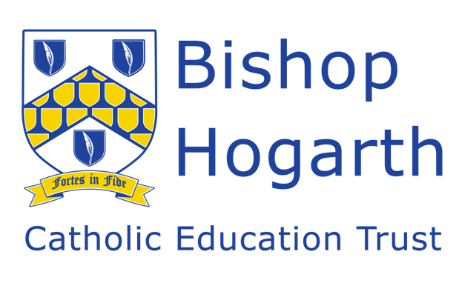 Bishop
Hogarth
Fortes in Fide
Catholic Education Trust